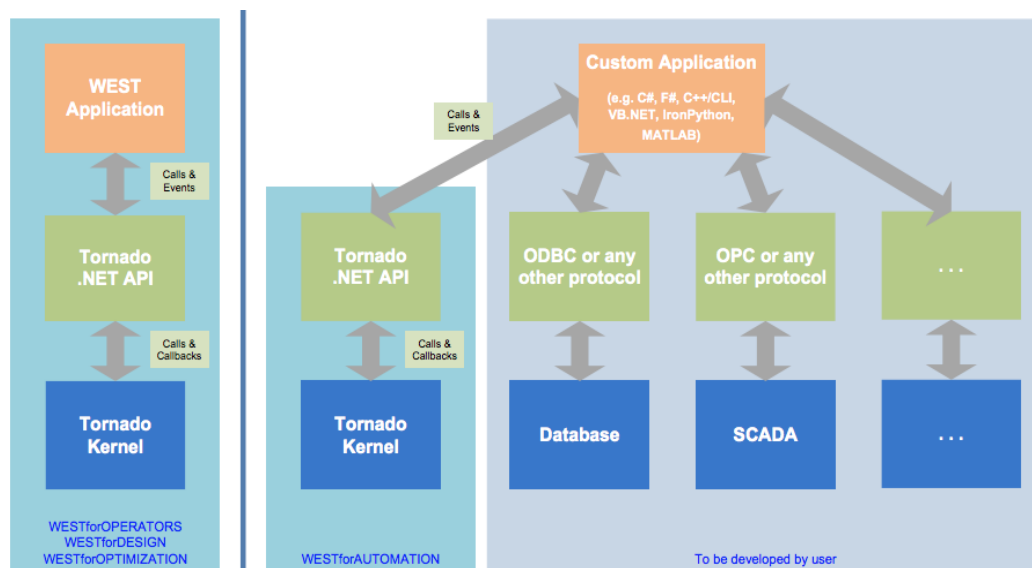 WEST
Application
Calls &
Events
Tornado
.NET API
Calls &
Callbacks
Tornado
Kernel
WESTforOPERATORS
WESTforDESIGN
WESTforOPTIMIZATION
Custom Application
(e.g. C#, F#, C++/CLI,
VB.NET, IronPython,
MATLAB)
Calls &
Events
Tornado
.NET API
ODBC or any
other protocol
OPC or any
other protocol
. . .
Calls &
Callbacks
Tornado
Kernel
Database
SCADA
. . .
WESTforAUTOMATION
To be developed by user